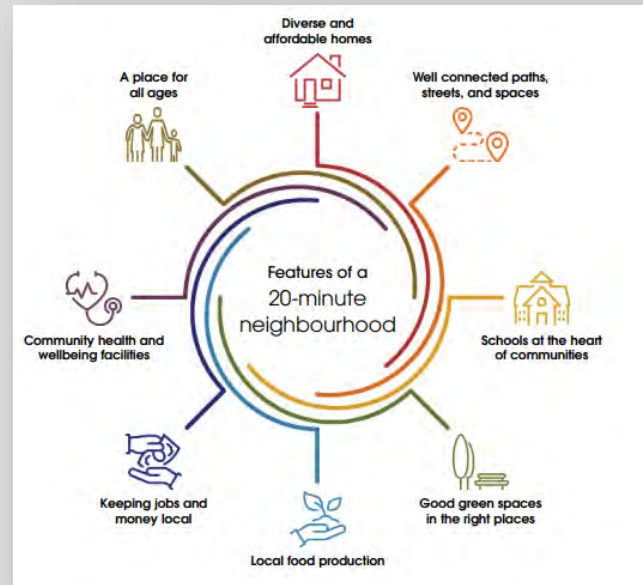 Diverse and
affordable homes
A place for
all ages
Well connected paths,
streets, and spaces
Features of a
20-minute
neighbourhood
Community health and
wellbeing facilities
Schools at the heart
of communities
Keeping jobs and
money local
Good green spaces
in the right places
Local food production